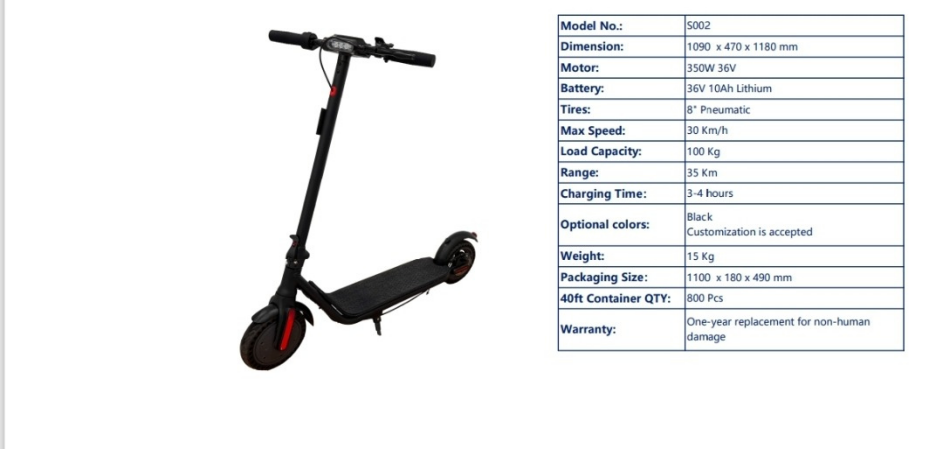 Model No.: S002
Dimension: 1090 x 470 x 1180 mm
Motor: 350W 36V
Battery: 36V 10Ah Lithium
Tires: 8" Pneumatic
Max Speed: 30 Km/h
Load Capacity: 100 Kg
Range: 35 Km
Charging Time: 3-4 hours
Optional colors: Black
Customization is accepted
Weight: 15 Kg
Packaging Size: 1100 x 180 x 490 mm
40ft Container QTY: 800 Pcs
Warranty: One-year replacement for non-human
damage